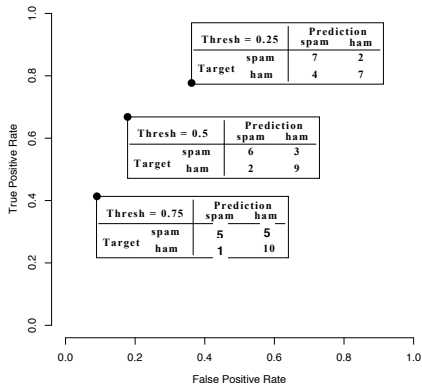 1.0
0.8
0.6
0.4
0.2
0.0
True Positive Rate
Thresh = 0.25 Prediction
spam ham
Target spam 7 2
ham 4 7
Thresh = 0.5 Prediction
spam ham
Target spam 6 3
ham 2 9
Thresh = 0.75 Prediction
spam ham
Target spam 5 5
ham 1 10
0.0 0.2 0.4 0.6 0.8 1.0
False Positive Rate